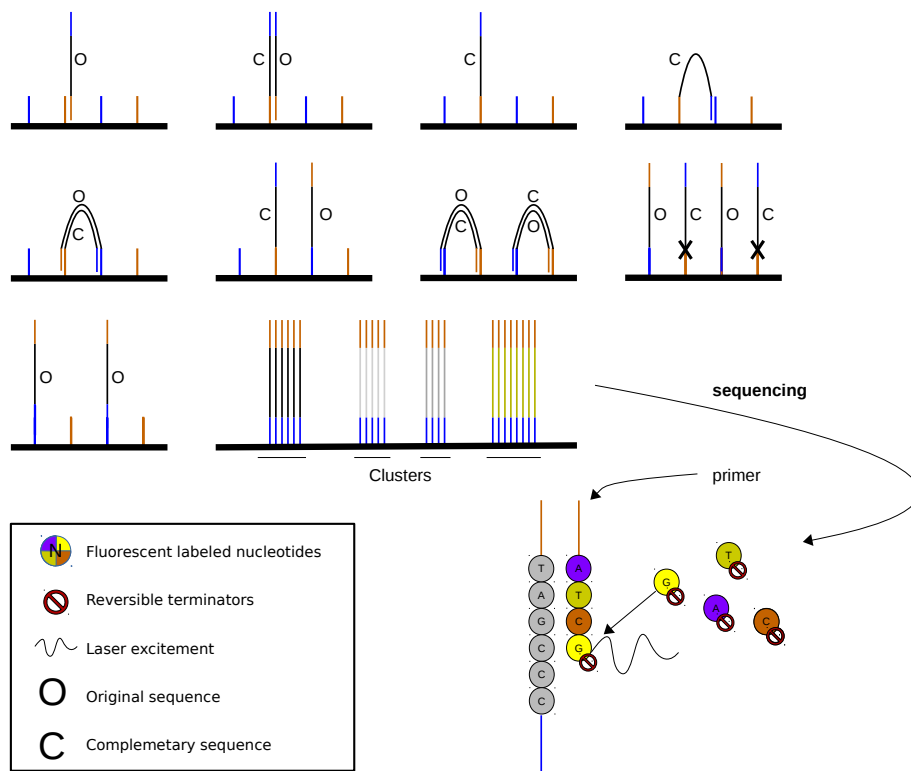 O
C O
C
C
O
C
C
O
O
C
C
O
O
C
O
C
O
O
sequencing
Clusters
primer
N Fluorescent labeled nucleotides
Reversible terminators
Laser excitement
O Original sequence
C Complemetary sequence
T A
A T
G C
C G
C
C
G
T
A
C